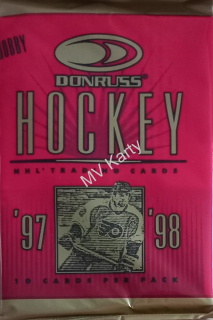 HOBBY
DONRUSS
HOCKEY
NHL TRADING CARDS
MV Karty
'97 '98
10 CARDS PER PACK